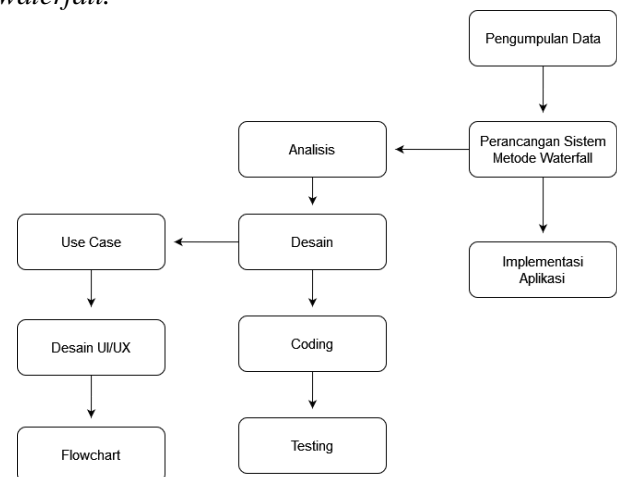 waterfall.
Pengumpulan Data
Perancangan Sistem
Metode Waterfall
Analisis
Implementasi
Aplikasi
Use Case
Desain
Desain UI/UX
Coding
Flowchart
Testing